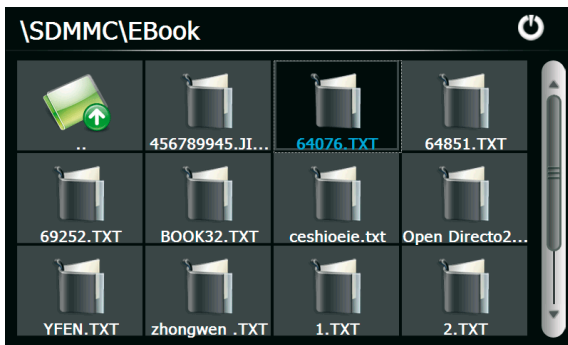 \SDMMC\EBook
..
456789945.JI...
64076.TXT
64851.TXT
69252.TXT
BOOK32.TXT
ceshioeie.txt
Open Directo2...
YFEN.TXT
zhongwen .TXT
1.TXT
2.TXT